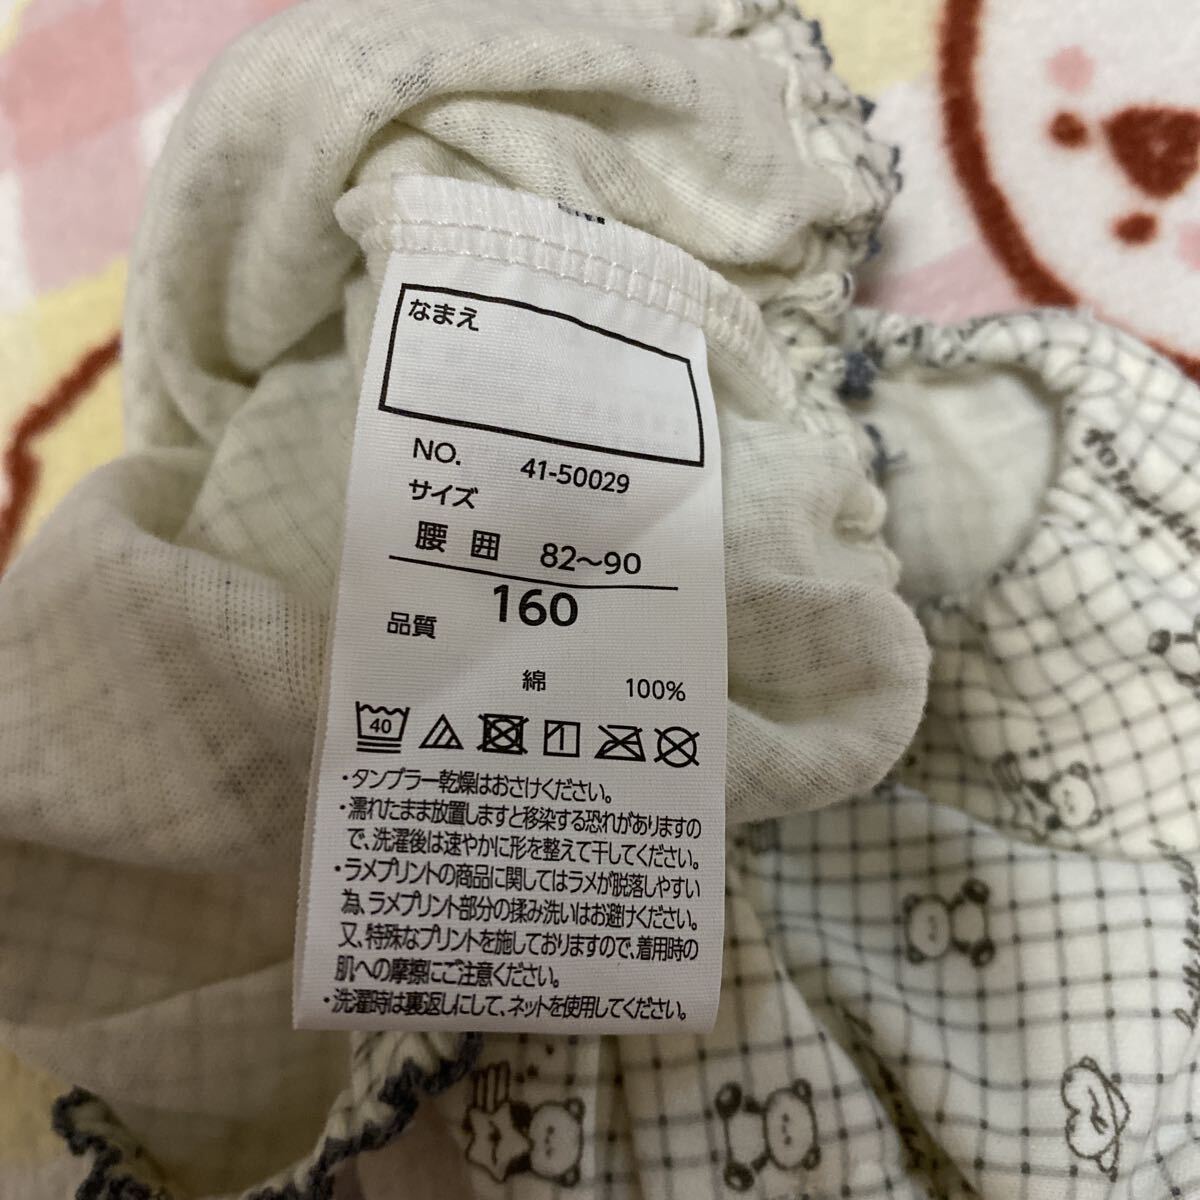 なまえ
NO. 41-50029
サイズ
腰囲 82～90
160
品質
綿 100%
40
・タンブラー乾燥はおさけください。
・濡れたまま放置しますと移染する恐れがありますの
で、洗濯後は速やかに形を整えて干してください。
・ラメプリントの商品に関してはラメが脱落しやすい
為、ラメプリント部分の揉み洗いはお避けください。
又、特殊なプリントを施しておりますので、着用時の
肌への摩擦にご注意ください。
・洗濯時は裏返しにして、ネットを使用してください。